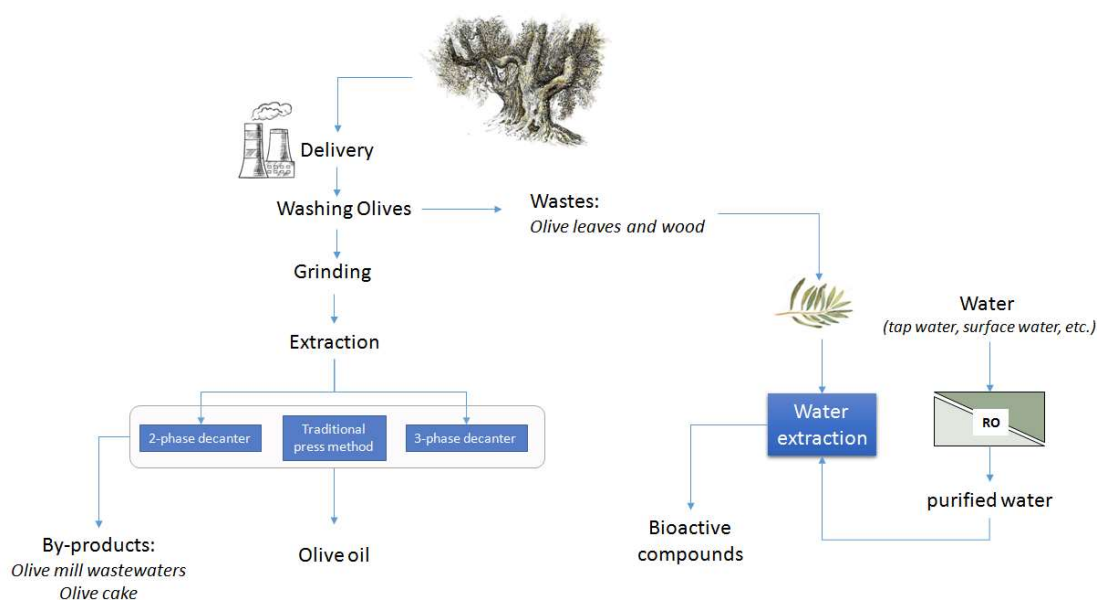 Delivery
Washing Olives
Wastes:
Olive leaves and wood
Grinding
Extraction
2-phase decanter
Traditional
press method
3-phase decanter
By-products:
Olive mill wastewaters
Olive cake
Olive oil
Water
(tap water, surface water, etc.)
RO
purified water
Water
extraction
Bioactive
compounds